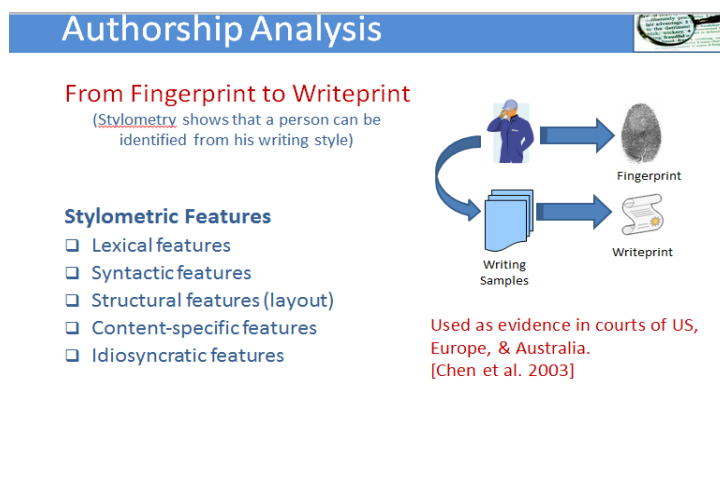 Authorship Analysis
From Fingerprint to Writeprint
(Stylometry shows that a person can be
identified from his writing style)
Stylometric Features
Lexical features
Syntactic features
Structural features (layout)
Content-specific features
Idiosyncratic features
Fingerprint
Writeprint
Writing
Samples
Used as evidence in courts of US,
Europe, & Australia.
[Chen et al. 2003]